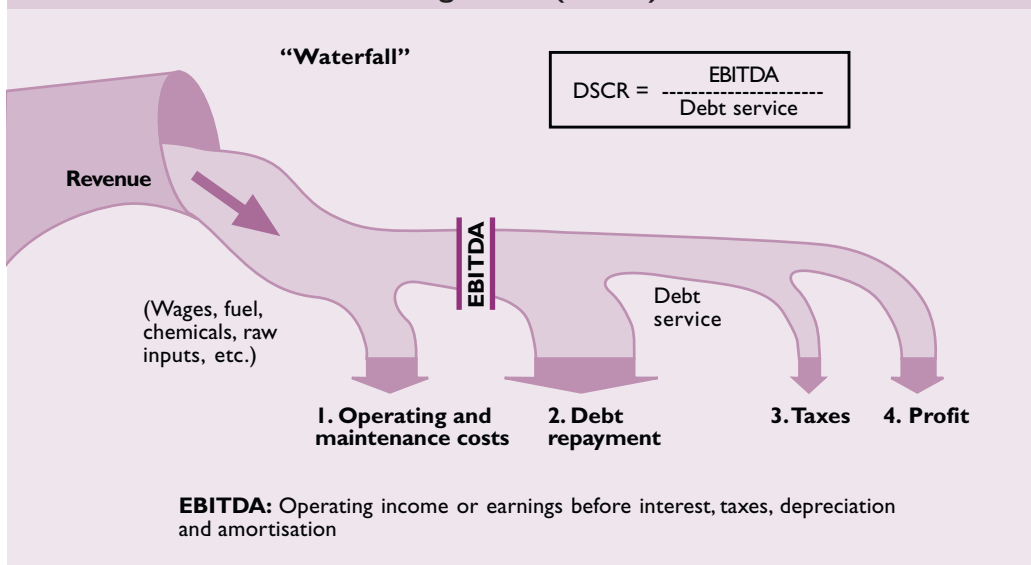 “Waterfall”
DSCR =
EBITDA
----------------------
Debt service
Revenue
EBITDA
(Wages, fuel,
chemicals, raw
inputs, etc.)
Debt
service
1. Operating and
maintenance costs
2. Debt
repayment
3. Taxes
4. Profit
EBITDA: Operating income or earnings before interest, taxes, depreciation
and amortisation